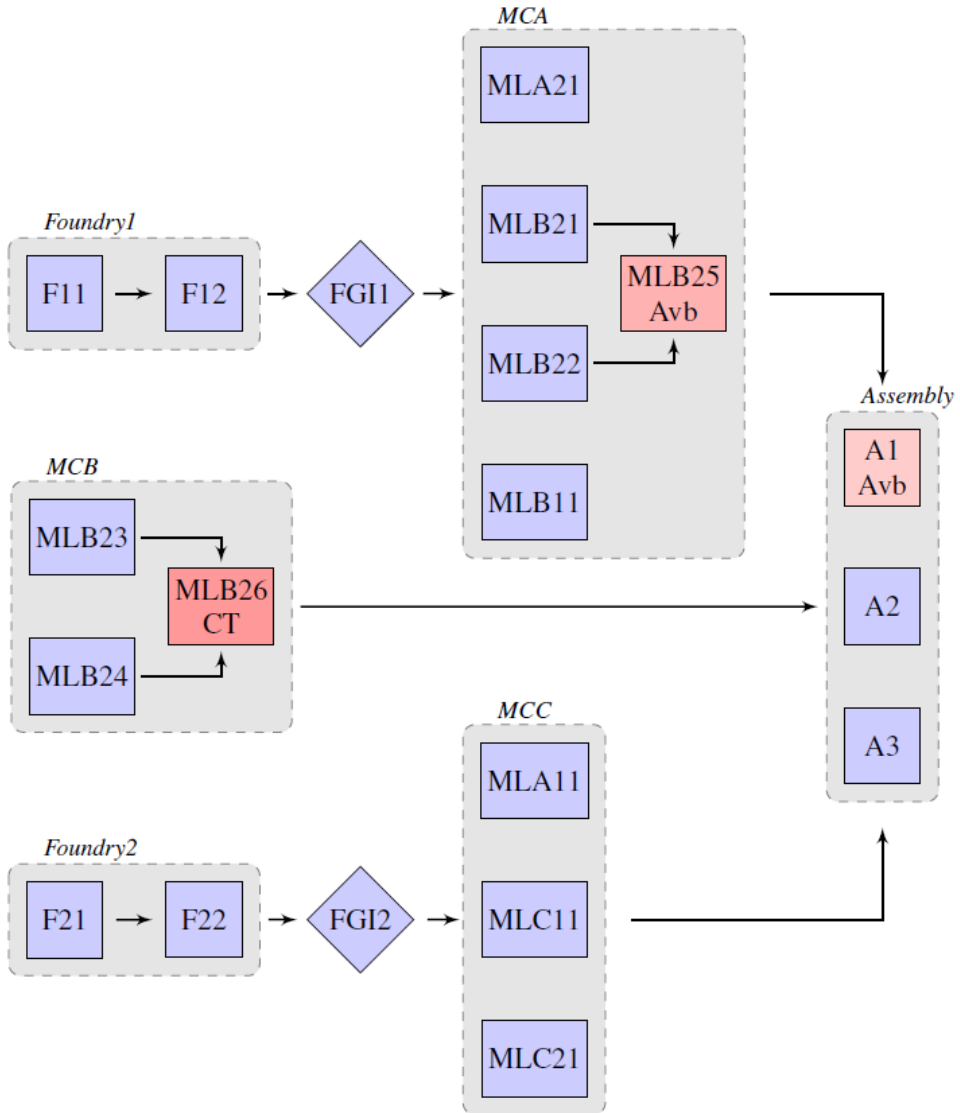 MCA
MLA21
MLB21
Foundry1
F11
F12
FGI1
MLB25
Avb
MLB22
Assembly
A1
Avb
MCB
MLB11
MLB23
MLB26
CT
A2
MLB24
MCC
A3
MLA11
Foundry2
F21
F22
FGI2
MLC11
MLC21